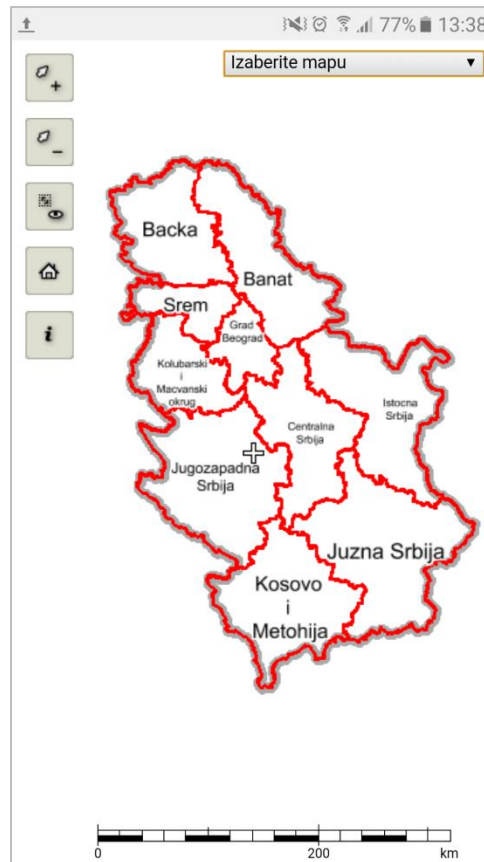 77% 13:38
Izaberite mapu
Backa
Banat
Srem
Grad
Beograd
Kolubarski
i
Macvanski
okrug
Istocna
Srbija
Centralna
Srbija
Jugozapadna
Srbija
Juzna Srbija
Kosovo
i
Metohija
i
0 200 km